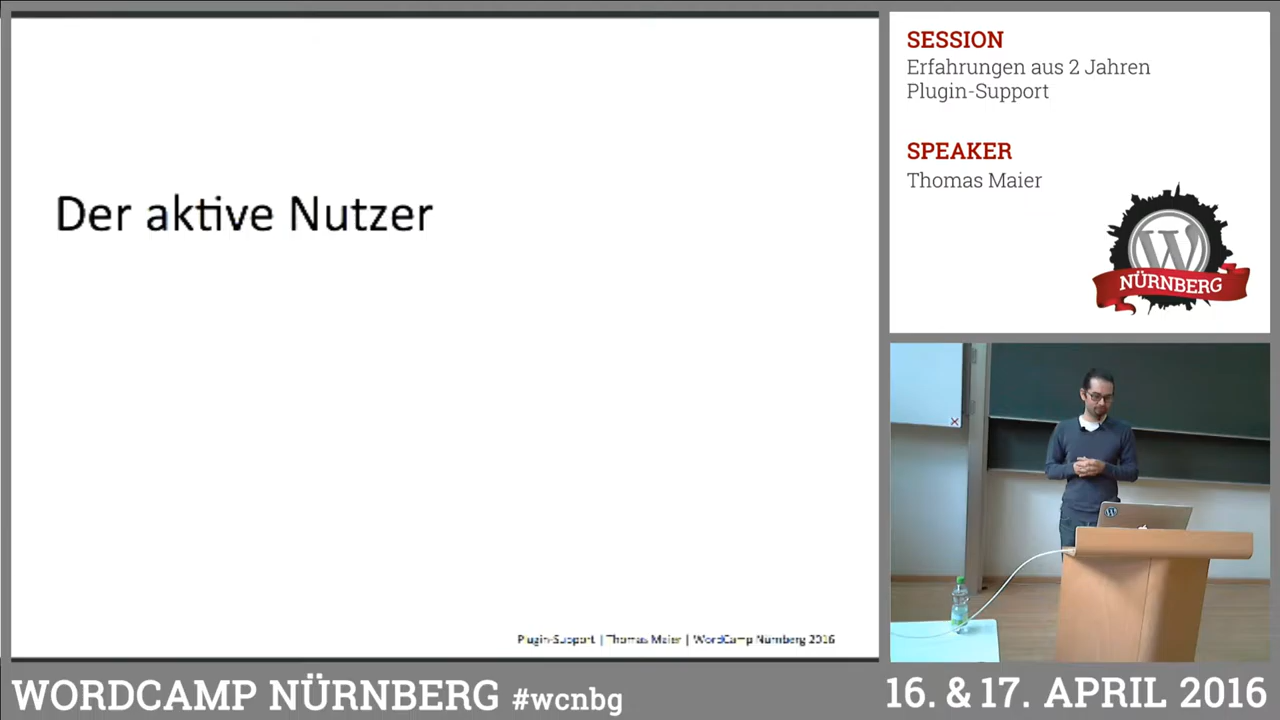 Der aktive Nutzer
Plugin-Support | Thomas Maier | WordCamp Nürnberg 2016
SESSION
Erfahrungen aus 2 Jahren
Plugin-Support
SPEAKER
Thomas Maier
W
NÜRNBERG
WORDCAMP NÜRNBERG #wcnbg
16. & 17. APRIL 2016